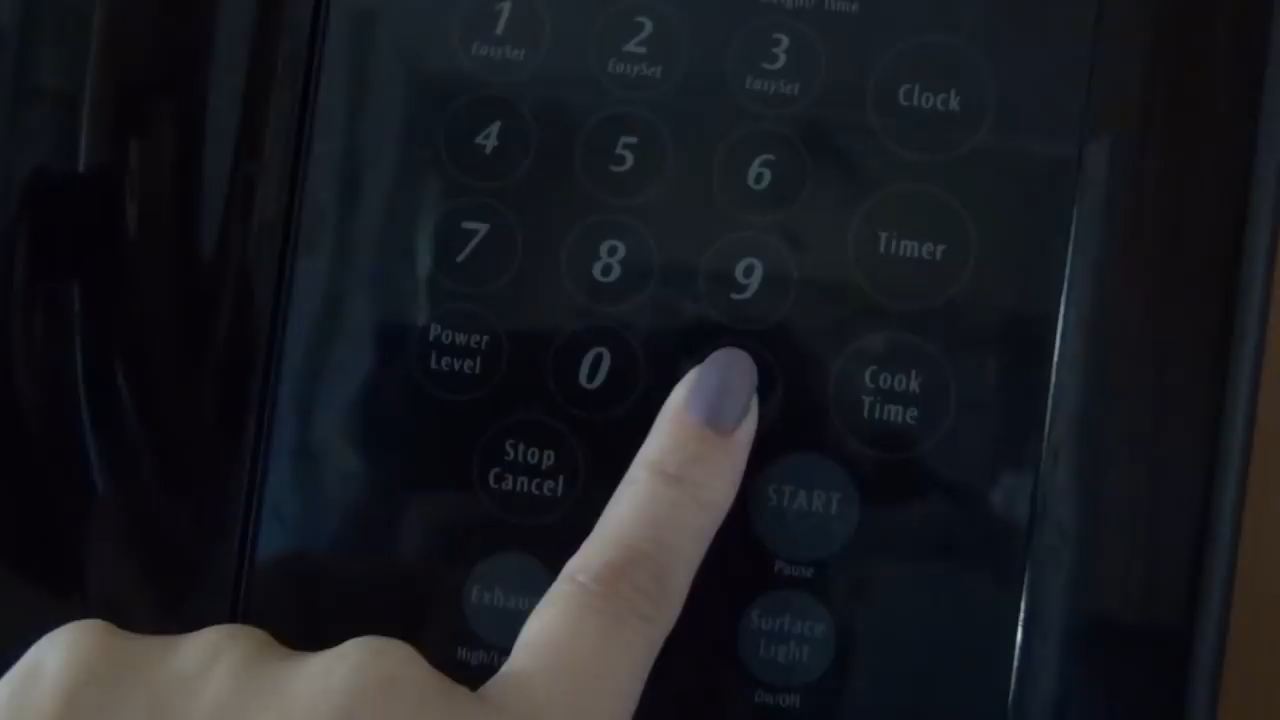 Time
1
EasySet
2
EasySet
3
EasySet
Clock
4
5
6
7
8
9
Timer
Power
Level
0
Cook
Time
Stop
Cancel
START
Pause
Surface
Light
On/Off